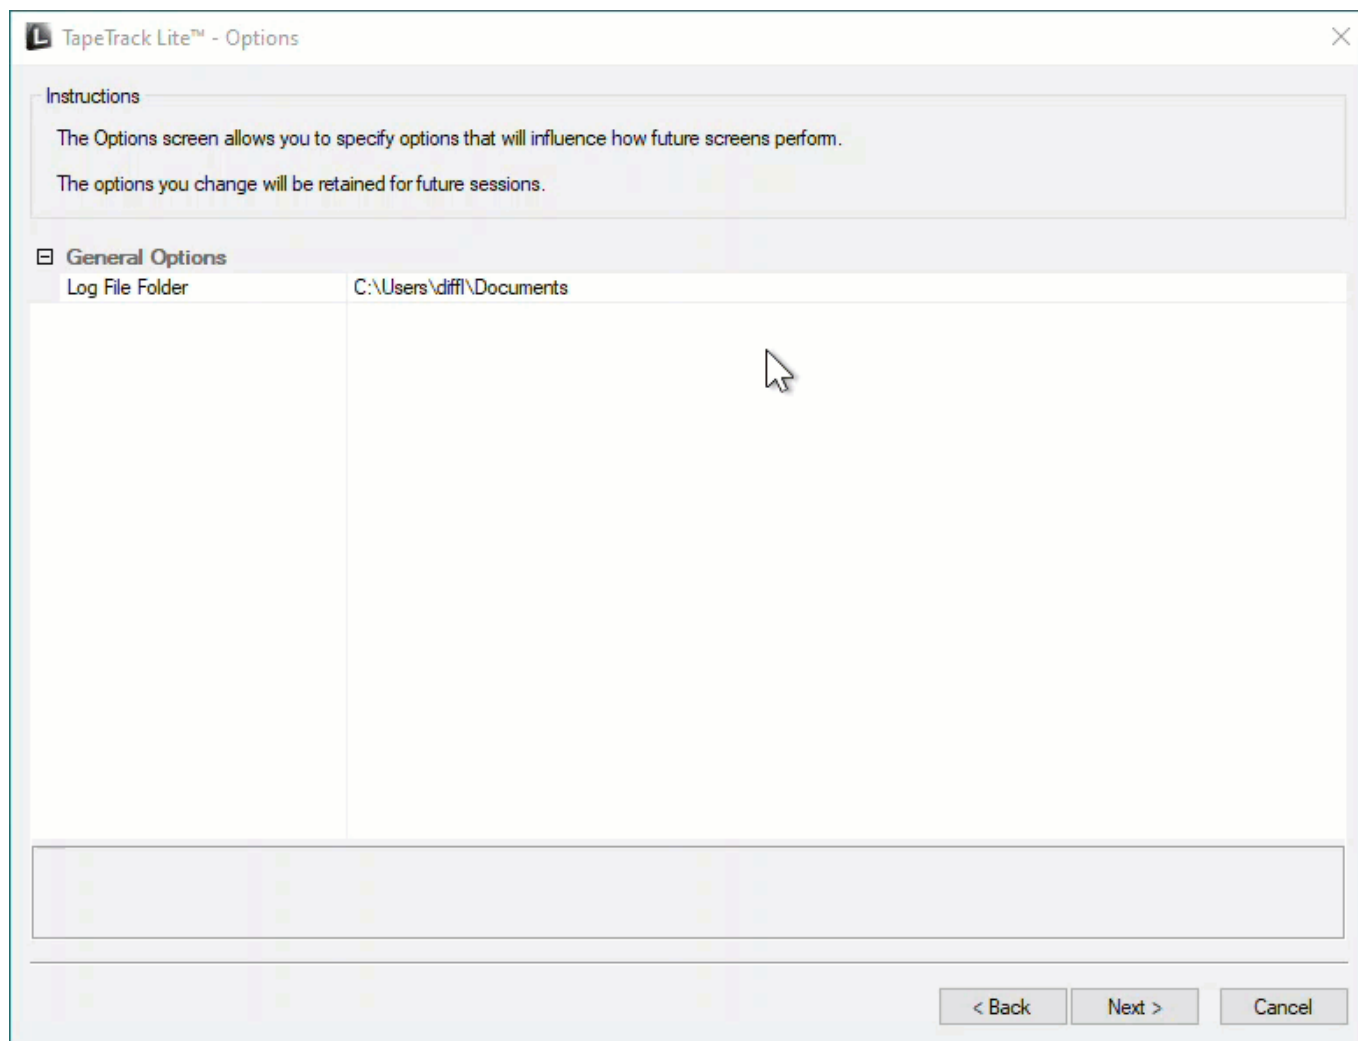 TapeTrack Lite™ - Options
Instructions
The Options screen allows you to specify options that will influence how future screens perform.
The options you change will be retained for future sessions.
General Options
Log File Folder C:\Users\diffl\Documents
< Back Next > Cancel